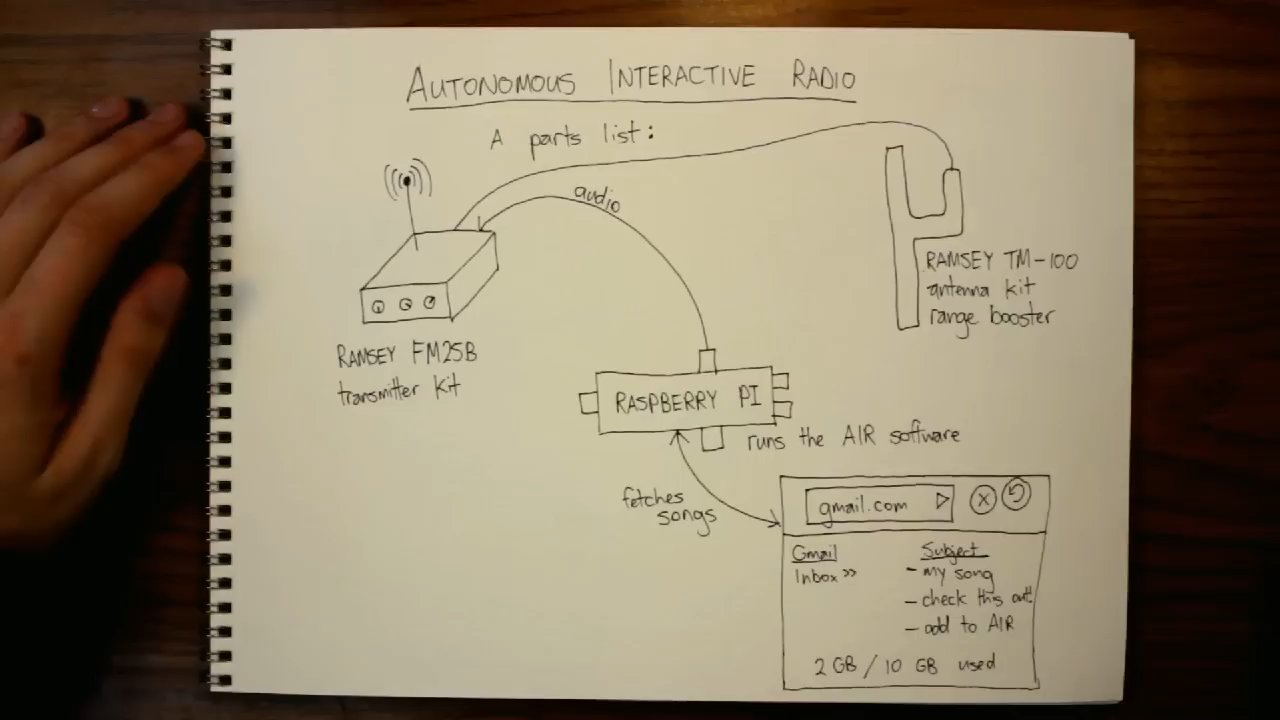 AUTONOMOUS INTERACTIVE RADIO
A parts list:
audio
RAMSEY TM-100
antenna kit
range booster
RAMSEY FM25B
transmitter kit
RASPBERRY PI
runs the AIR software
fetches
songs
gmail.com
X
Gmail
Inbox >>
Subject
- my song
- check this out!
- add to AIR
2 GB / 10 GB used